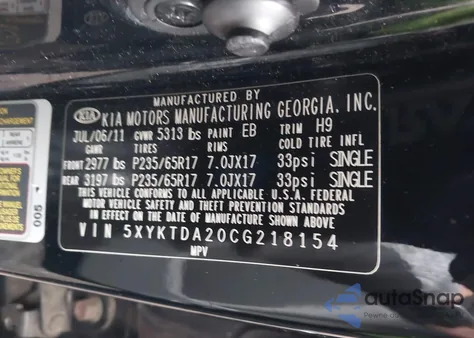 MANUFACTURED BY
KIA KIA MOTORS MANUFACTURING GEORGIA, INC.
JUL/06/11 GVWR 5313 lbs PAINT EB TRIM H9
GAWR TIRES RIMS COLD TIRE INFL
FRONT 2977 lbs P235/65R17 7.0JX17 33psi SINGLE
REAR 3197 lbs P235/65R17 7.0JX17 33psi SINGLE
THIS VEHICLE CONFORMS TO ALL APPLICABLE U.S.A. FEDERAL
MOTOR VEHICLE SAFETY AND THEFT PREVENTION STANDARDS
IN EFFECT ON THE DATE OF MANUFACTURE SHOWN ABOVE.
VIN 5XYKTDA20CG218154
MPV
005
autoSnap